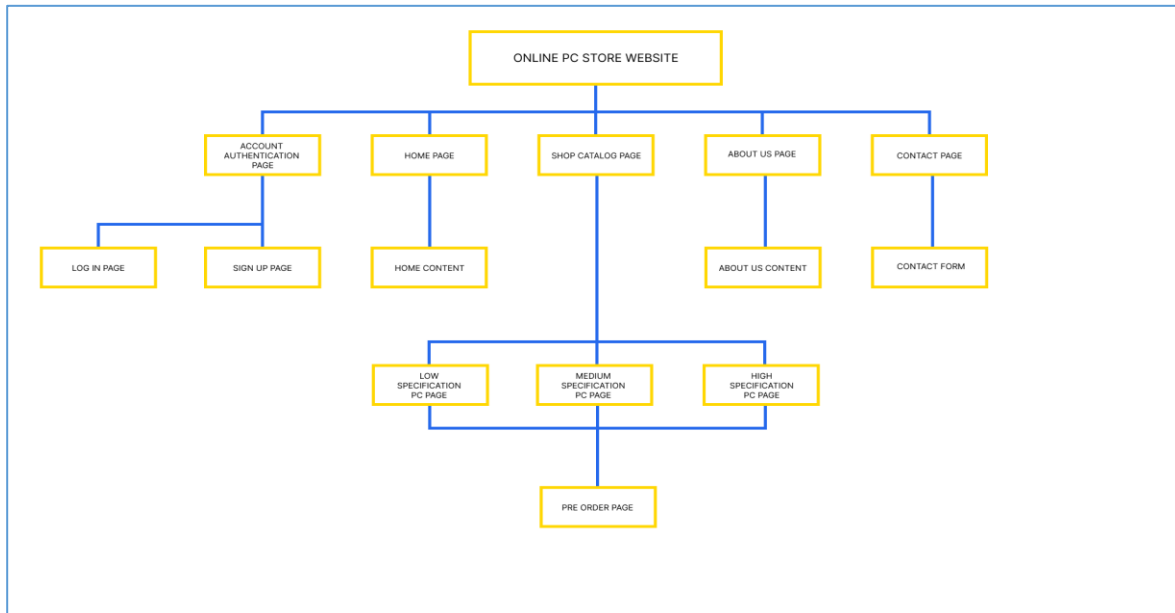 ONLINE PC STORE WEBSITE
ACCOUNT
AUTHENTICATION
PAGE
HOME PAGE
SHOP CATALOG PAGE
ABOUT US PAGE
CONTACT PAGE
LOG IN PAGE
SIGN UP PAGE
HOME CONTENT
ABOUT US CONTENT
CONTACT FORM
LOW
SPECIFICATION
PC PAGE
MEDIUM
SPECIFICATION
PC PAGE
HIGH
SPECIFICATION
PC PAGE
PRE ORDER PAGE